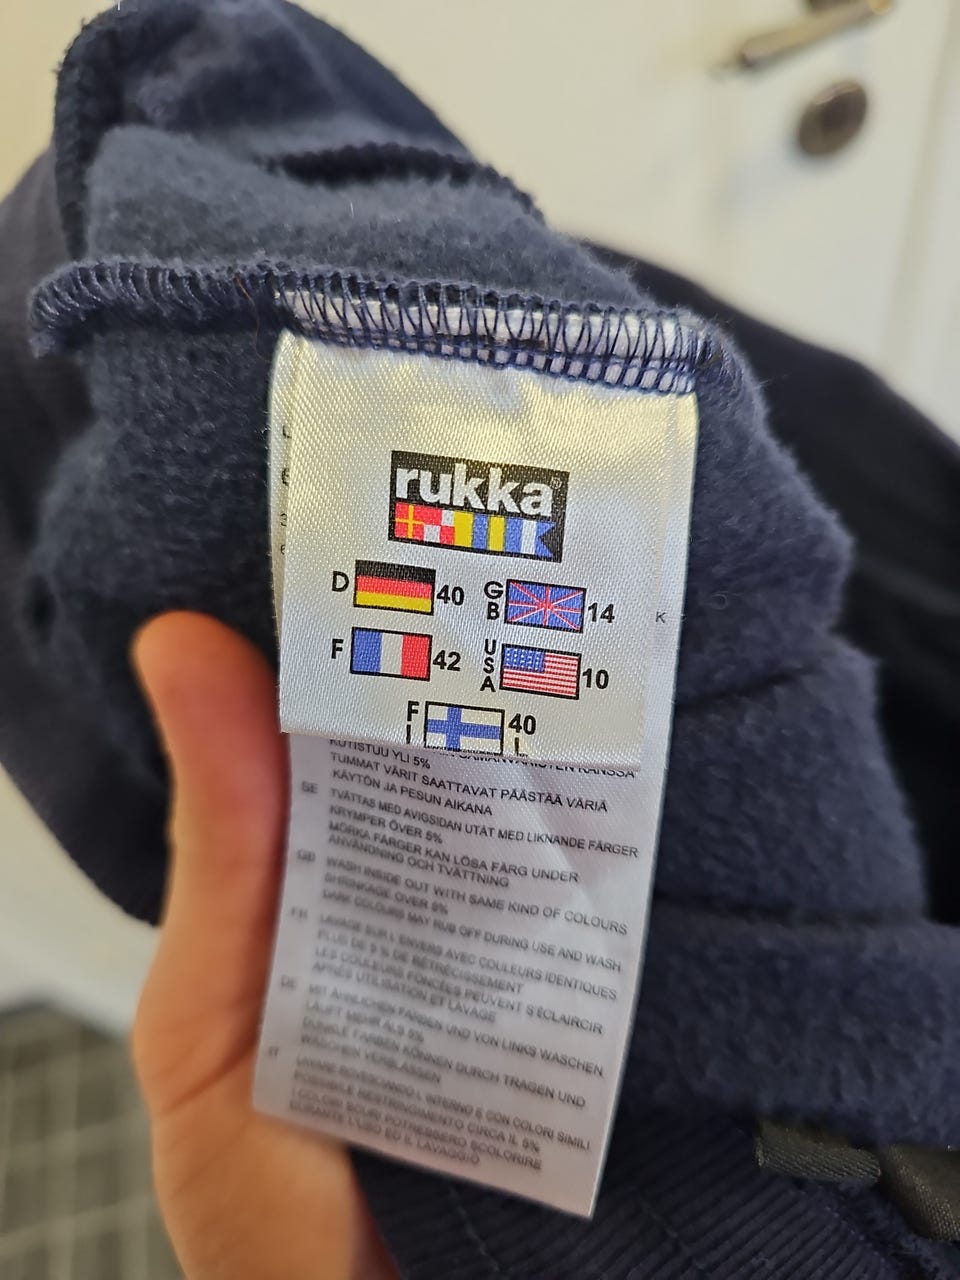 rukka
D 40 GB 14
F 42 USA 10
FI 40
L
K
KUTISTUU YLI 5%
TUMMAT VÄRIT SAATTAVAT PÄÄSTÄÄ VÄRIÄ
KÄYTÖN JA PESUN AIKANA
SE TVÄTTAS MED AVIGSIDAN UTÅT MED LIKNANDE FÄRGER
KRYMPER ÖVER 5%
MÖRKA FÄRGER KAN LÖSA FÄRG UNDER
ANVÄNDNING OCH TVÄTTNING
GB WASH INSIDE OUT WITH SAME KIND OF COLOURS
SHRINKAGE OVER 5%
DARK COLOURS MAY RUB OFF DURING USE AND WASH
FR LAVAGE SUR L'ENVERS AVEC COULEURS IDENTIQUES
PLUS DE 5 % DE RÉTRÉCISSEMENT
LES COULEURS FONCÉES PEUVENT S'ÉCLAIRCIR
APRÉS UTILISATION ET LAVAGE
DE MIT ÄHNLICHEN FARBEN UND VON LINKS WASCHEN
LÄUFT MEHR ALS 5%
DUNKLE FARBEN KÖNNEN DURCH TRAGEN UND
WASCHEN VERBLASSEN
IT LAVARE ROVESCIANDO L INTERNO E CON COLORI SIMILI
POSSIBILE RESTRINGIMENTO CIRCA IL 5%
I COLORI SCURI POTREBBERO SCOLORIRE
DURANTE L'USO ED IL LAVAGGIO